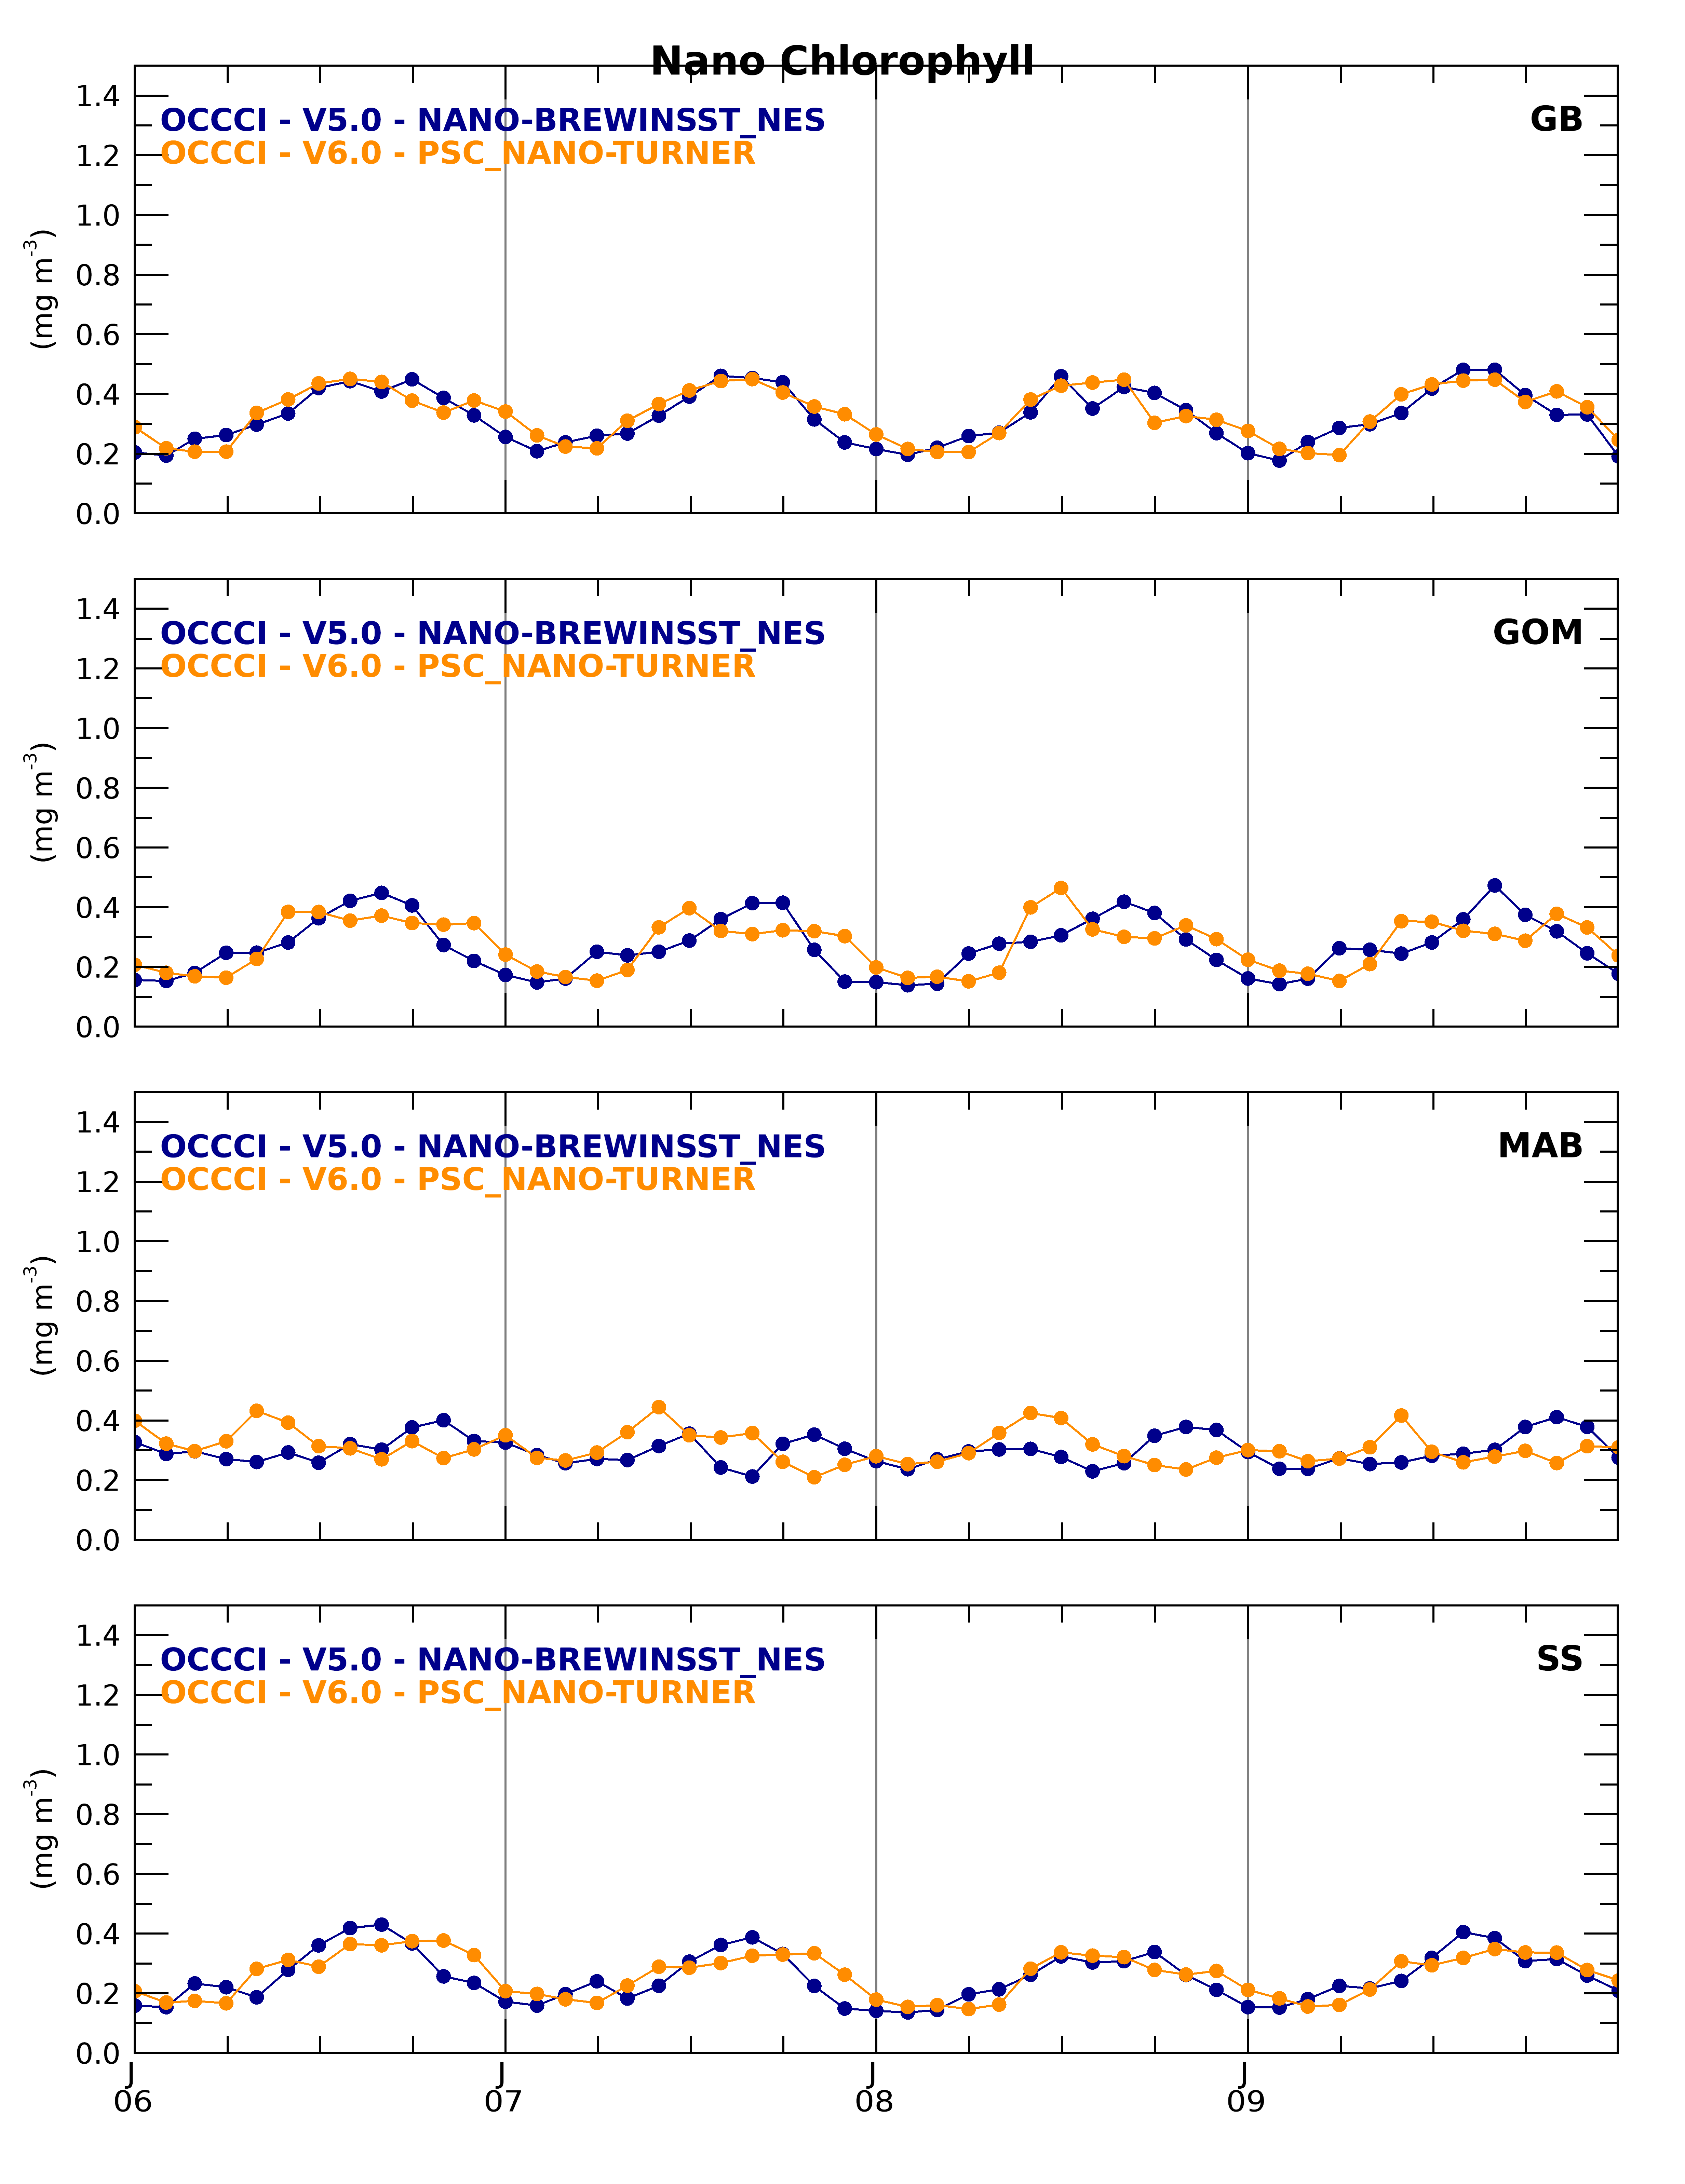 Nano Chlorophyll
OCCCI - V5.0 - NANO-BREWINSST_NES
GB
OCCCI - V6.0 - PSC_NANO-TURNER
1.4
1.2
1.0
0.8
0.6
0.4
0.2
0.0
(mg m-3)
OCCCI - V5.0 - NANO-BREWINSST_NES
GOM
OCCCI - V6.0 - PSC_NANO-TURNER
1.4
1.2
1.0
0.8
0.6
0.4
0.2
0.0
(mg m-3)
OCCCI - V5.0 - NANO-BREWINSST_NES
MAB
OCCCI - V6.0 - PSC_NANO-TURNER
1.4
1.2
1.0
0.8
0.6
0.4
0.2
0.0
(mg m-3)
OCCCI - V5.0 - NANO-BREWINSST_NES
SS
OCCCI - V6.0 - PSC_NANO-TURNER
1.4
1.2
1.0
0.8
0.6
0.4
0.2
0.0
(mg m-3)
J J J J
06 07 08 09